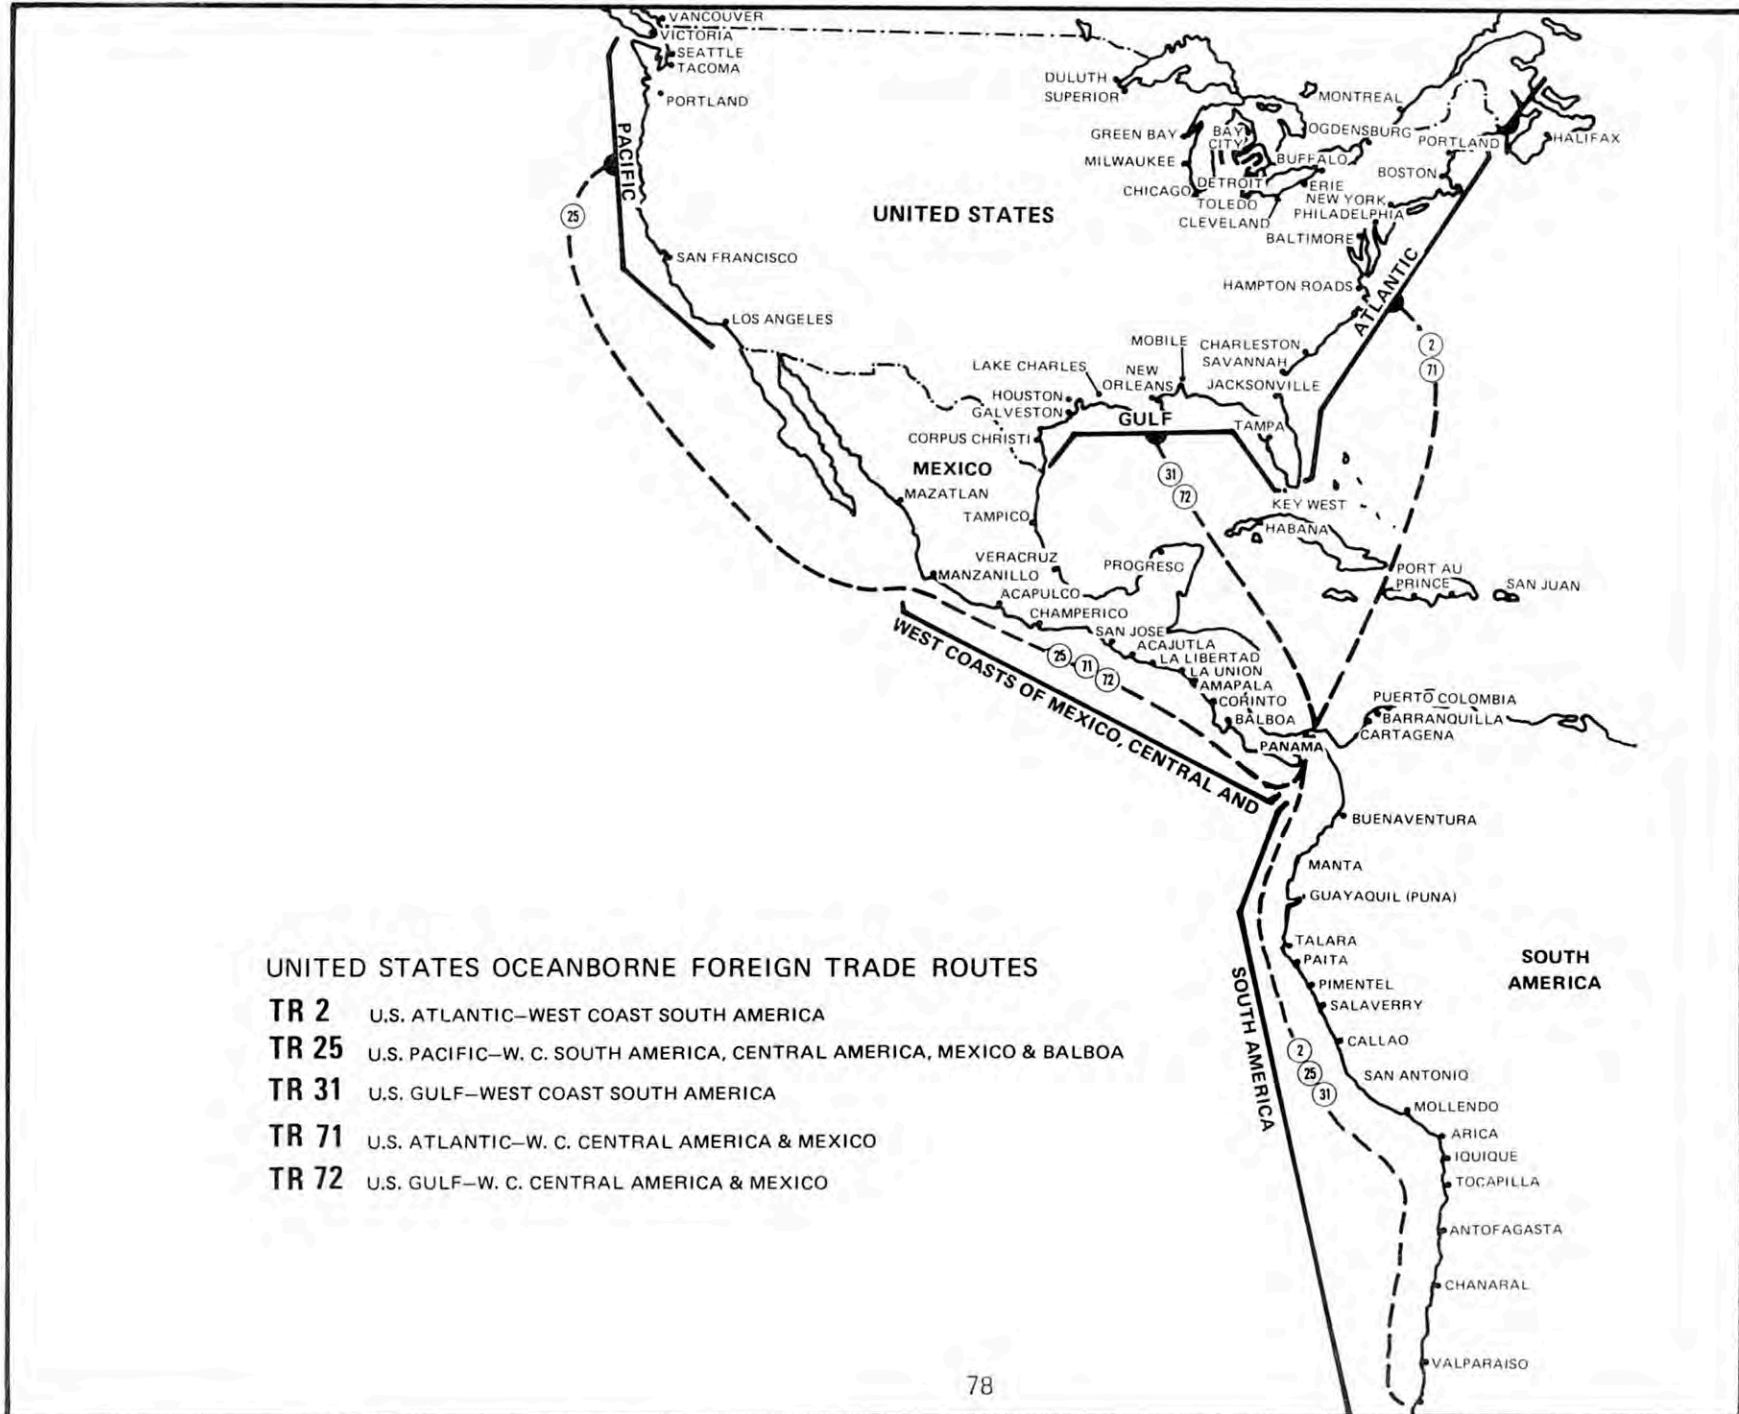 VANCOUVER
VICTORIA
SEATTLE
TACOMA
PORTLAND
PACIFIC
25
SAN FRANCISCO
LOS ANGELES
UNITED STATES
DULUTH
SUPERIOR
GREEN BAY
MILWAUKEE
CHICAGO
BAY
CITY
DETROIT
TOLEDO
CLEVELAND
BUFFALO
ERIE
MONTREAL
OGDENSBURG
PORTLAND
HALIFAX
BOSTON
NEW YORK
PHILADELPHIA
BALTIMORE
HAMPTON ROADS
ATLANTIC
2
71
MOBILE
CHARLESTON
SAVANNAH
JACKSONVILLE
LAKE CHARLES
NEW
ORLEANS
HOUSTON
GALVESTON
CORPUS CHRISTI
GULF
TAMPA
31
72
KEY WEST
MEXICO
MAZATLAN
TAMPICO
VERACRUZ
MANZANILLO
ACAPULCO
PROGRESO
HABANA
PORT AU
PRINCE
SAN JUAN
CHAMPERICO
SAN JOSE
ACAJUTLA
LA LIBERTAD
LA UNION
AMAPALA
CORINTO
BALBOA
PANAMA
25
71
72
WEST COASTS OF MEXICO, CENTRAL AND
SOUTH AMERICA
PUERTO COLOMBIA
BARRANQUILLA
CARTAGENA
BUENAVENTURA
MANTA
GUAYAQUIL (PUNA)
TALARA
PAITA
PIMENTEL
SALAVERRY
CALLAO
SAN ANTONIO
MOLLENDO
ARICA
IQUIQUE
TOCAPILLA
ANTOFAGASTA
CHANARAL
VALPARAISO
2
25
31
SOUTH
AMERICA
UNITED STATES OCEANBORNE FOREIGN TRADE ROUTES
TR 2 U.S. ATLANTIC–WEST COAST SOUTH AMERICA
TR 25 U.S. PACIFIC–W. C. SOUTH AMERICA, CENTRAL AMERICA, MEXICO & BALBOA
TR 31 U.S. GULF–WEST COAST SOUTH AMERICA
TR 71 U.S. ATLANTIC–W. C. CENTRAL AMERICA & MEXICO
TR 72 U.S. GULF–W. C. CENTRAL AMERICA & MEXICO
78